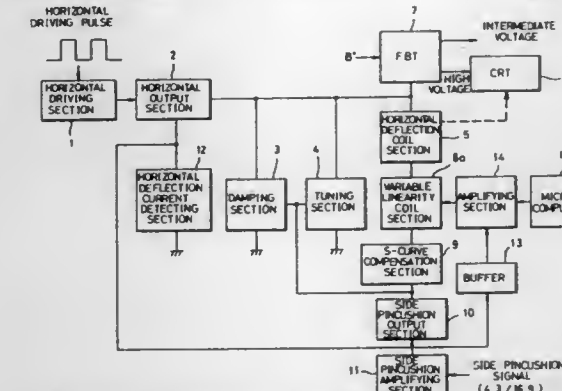 HORIZONTAL
DRIVING PULSE
7
INTERMEDIATE
VOLTAGE
B+
FBT
CRT
HIGH
VOLTAGE
2
HORIZONTAL
DRIVING
SECTION
HORIZONTAL
OUTPUT
SECTION
1
HORIZONTAL
DEFLECTION
COIL
SECTION
5
12
3
4
6a
14
HORIZONTAL
DEFLECTION
CURRENT
DETECTING
SECTION
DAMPING
SECTION
TUNING
SECTION
VARIABLE
LINEARITY
COIL
SECTION
AMPLIFYING
SECTION
9
S-CURVE
COMPENSATION
SECTION
13
BUFFER
SIDE
PINCUSHION
OUTPUT
SECTION
10
11
SIDE
PINCUSHION
AMPLIFYING
SECTION
SIDE PINCUSHION
SIGNAL
(4:3/16:9)